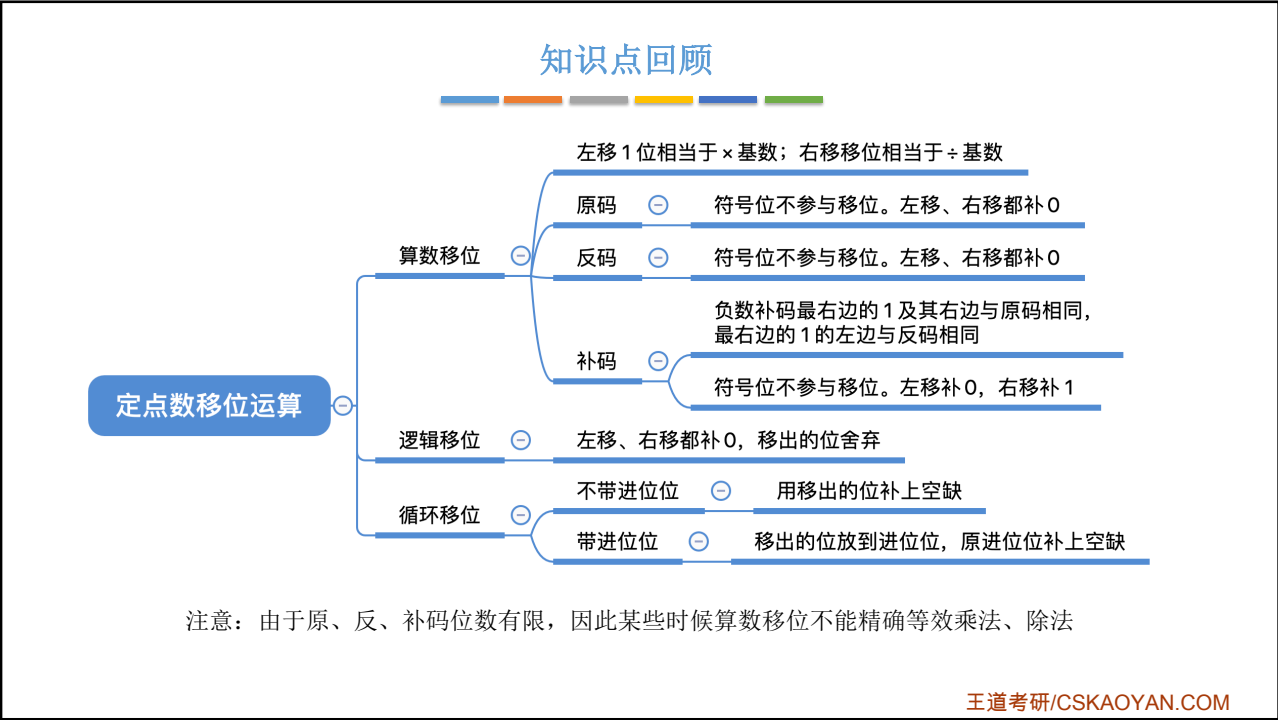 知识点回顾
左移1位相当于×基数；右移移位相当于÷基数
原码
符号位不参与移位。左移、右移都补0
算数移位
反码
符号位不参与移位。左移、右移都补0
负数补码最右边的1及其右边与原码相同，
最右边的1的左边与反码相同
补码
符号位不参与移位。左移补0，右移补1
定点数移位运算
逻辑移位
左移、右移都补0，移出的位舍弃
不带进位位
用移出的位补上空缺
循环移位
带进位位
移出的位放到进位位，原进位位补上空缺
注意：由于原、反、补码位数有限，因此某些时候算数移位不能精确等效乘法、除法
王道考研/CSKAOYAN.COM